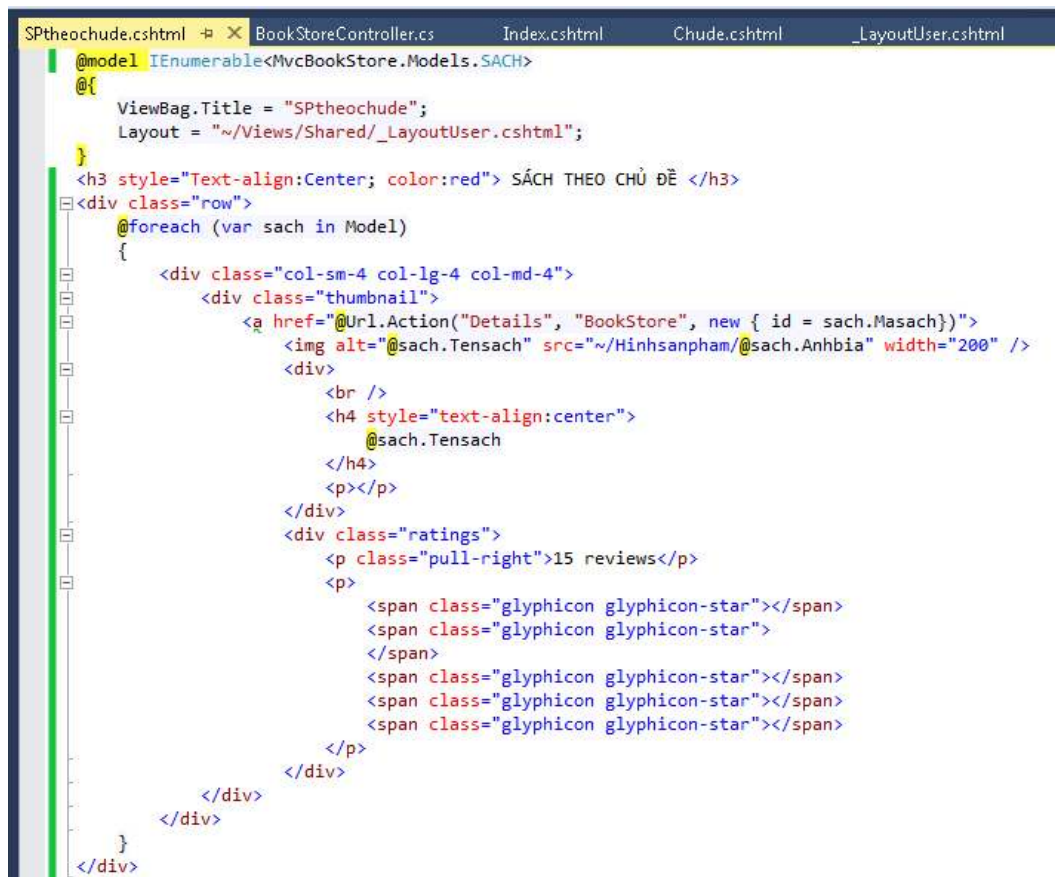 SPtheochude.cshtml BookStoreController.cs Index.cshtml Chude.cshtml _LayoutUser.cshtml
@model IEnumerable<MvcBookStore.Models.SACH>
@{
ViewBag.Title = "SPtheochude";
Layout = "~/Views/Shared/_LayoutUser.cshtml";
}
<h3 style="Text-align:Center; color:red"> SÁCH THEO CHỦ ĐỀ </h3>
<div class="row">
@foreach (var sach in Model)
{
<div class="col-sm-4 col-lg-4 col-md-4">
<div class="thumbnail">
<a href="@Url.Action("Details", "BookStore", new { id = sach.Masach})">
<img alt="@sach.Tensach" src="~/Hinhsanpham/@sach.Anhbia" width="200" />
<div>
<br />
<h4 style="text-align:center">
@sach.Tensach
</h4>
<p></p>
</div>
<div class="ratings">
<p class="pull-right">15 reviews</p>
<p>
<span class="glyphicon glyphicon-star"></span>
<span class="glyphicon glyphicon-star">
</span>
<span class="glyphicon glyphicon-star"></span>
<span class="glyphicon glyphicon-star"></span>
<span class="glyphicon glyphicon-star"></span>
</p>
</div>
</div>
</div>
}
</div>